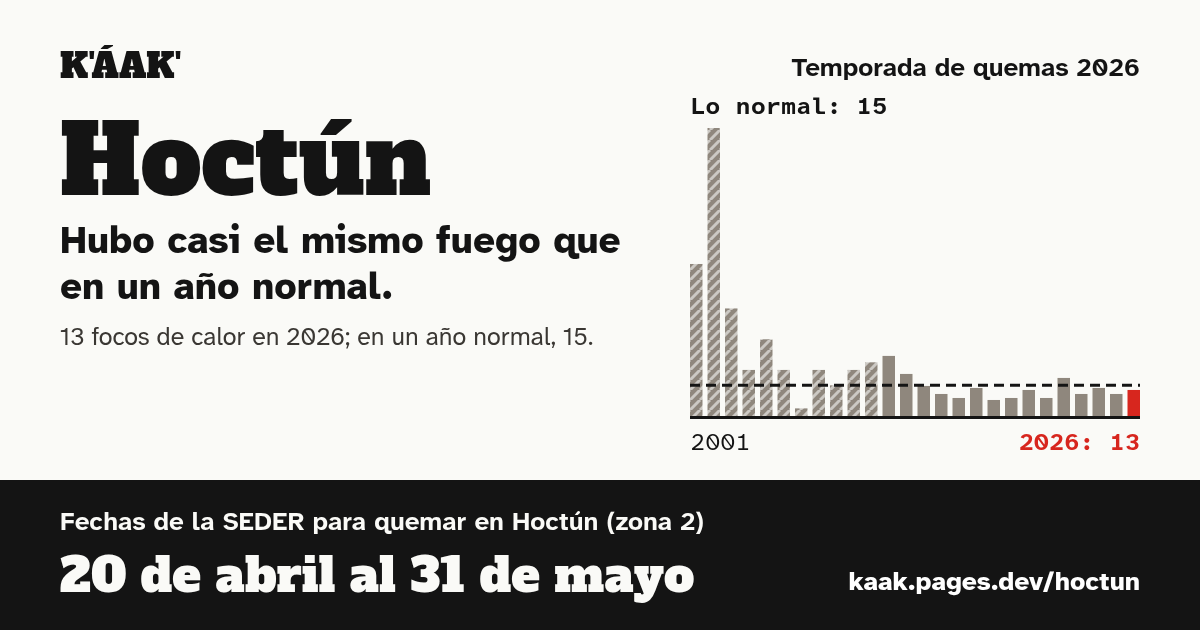 K'ÁAK'
Hoctún
Hubo casi el mismo fuego que
en un año normal.
13 focos de calor en 2026; en un año normal, 15.
Temporada de quemas 2026
Lo normal: 15
2001
2026: 13
Fechas de la SEDER para quemar en Hoctún (zona 2)
20 de abril al 31 de mayo
kaak.pages.dev/hoctun